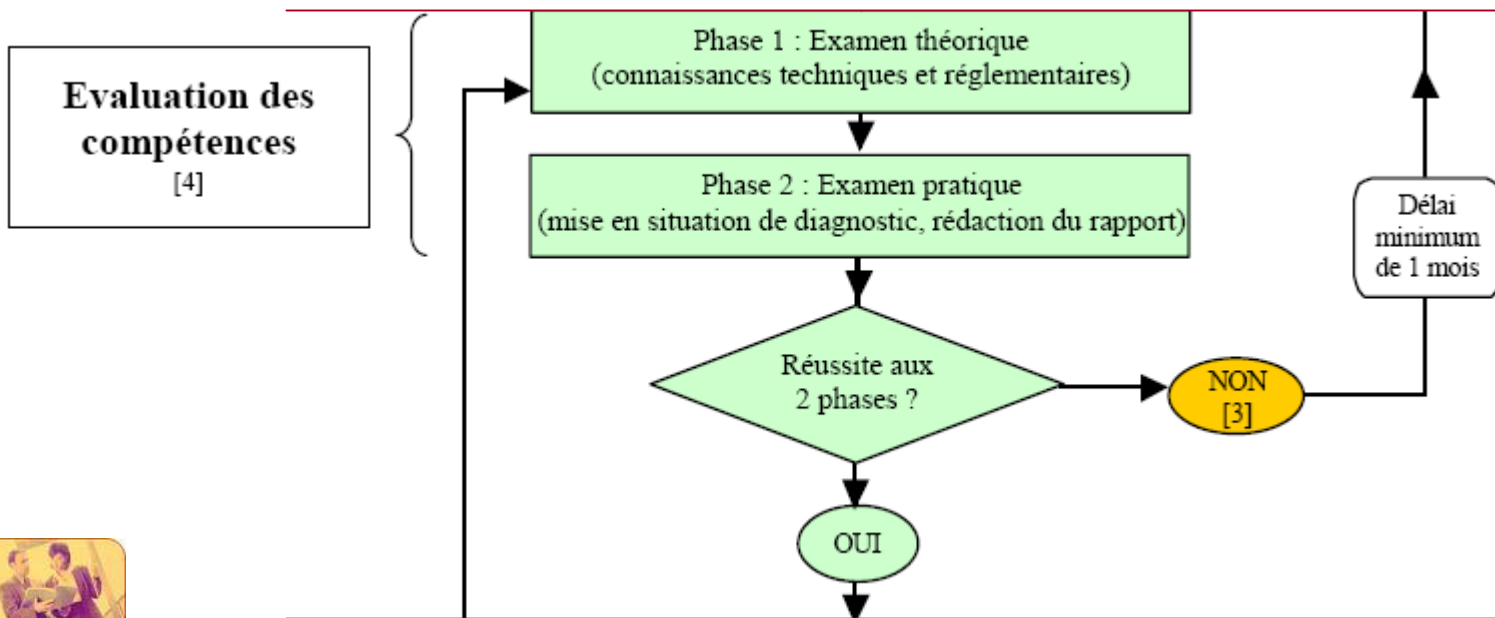 Evaluation des
compétences
[4]
Phase 1 : Examen théorique
(connaissances techniques et réglementaires)
Phase 2 : Examen pratique
(mise en situation de diagnostic, rédaction du rapport)
Délai
minimum
de 1 mois
Réussite aux
2 phases ?
NON
[3]
OUI